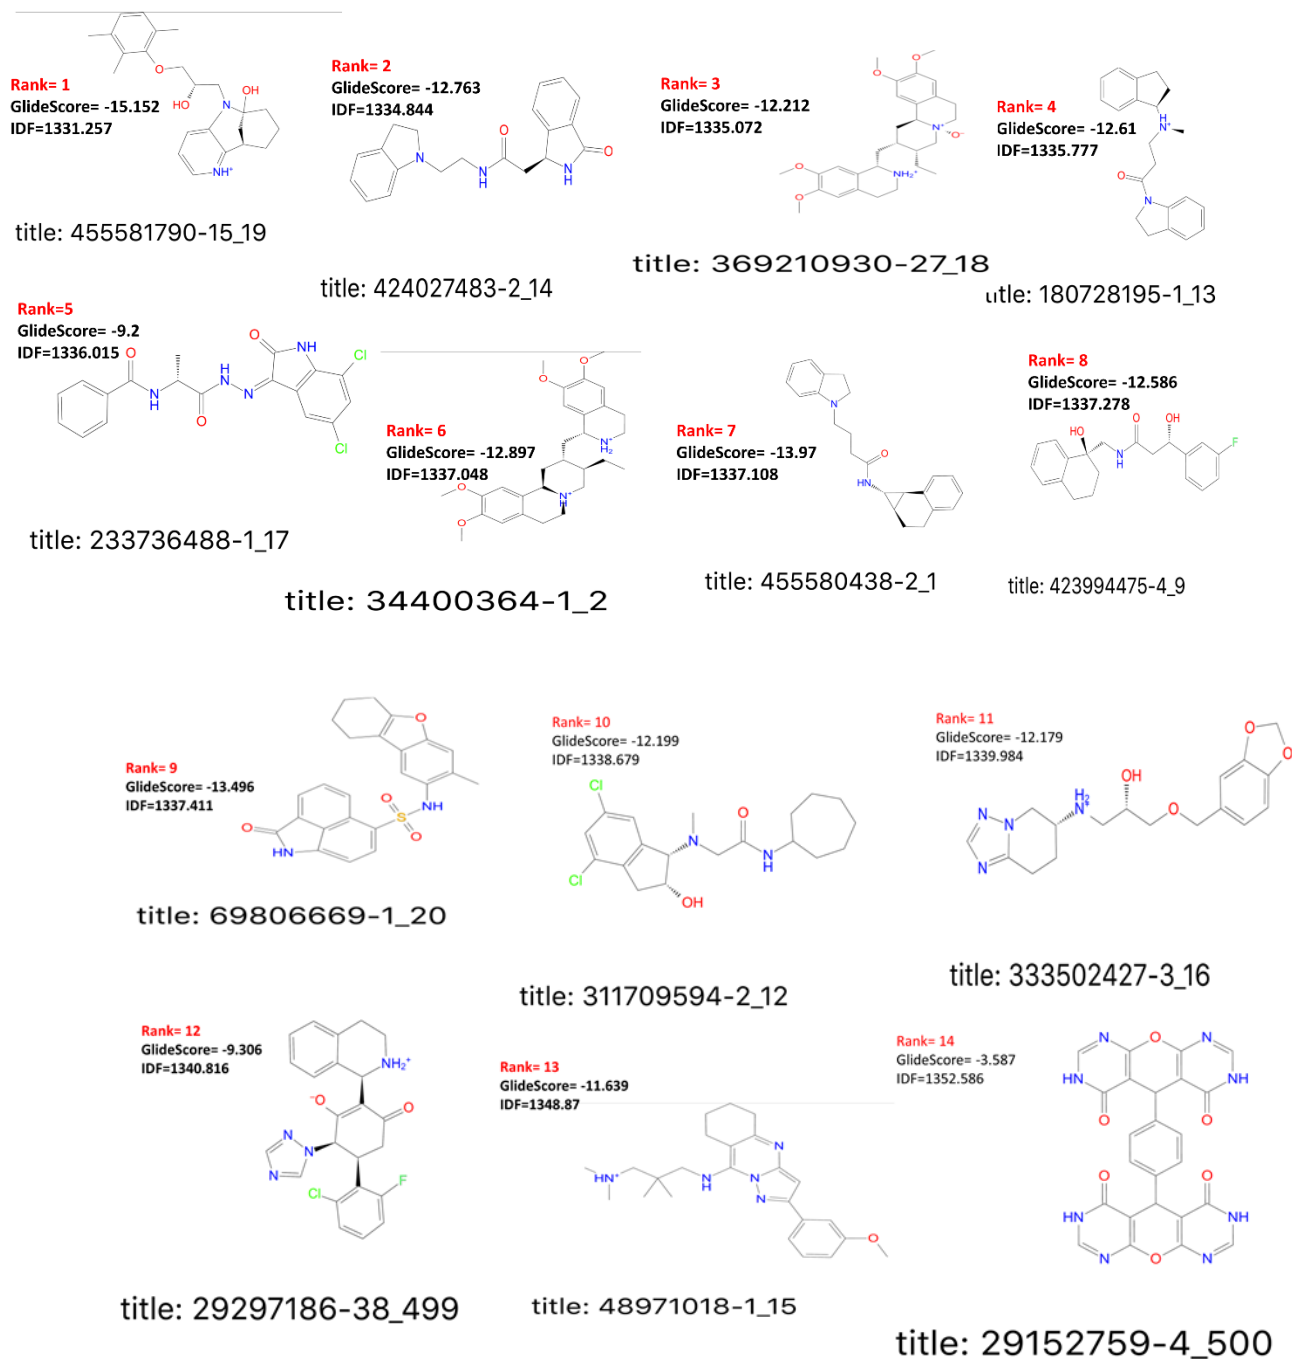 Rank= 1
GlideScore= -15.152
IDF=1331.257
title: 455581790-15_19
Rank= 2
GlideScore= -12.763
IDF=1334.844
title: 424027483-2_14
Rank= 3
GlideScore= -12.212
IDF=1335.072
title: 369210930-27_18
Rank= 4
GlideScore= -12.61
IDF=1335.777
title: 180728195-1_13
Rank=5
GlideScore= -9.2
IDF=1336.015
title: 233736488-1_17
Rank= 6
GlideScore= -12.897
IDF=1337.048
title: 34400364-1_2
Rank= 7
GlideScore= -13.97
IDF=1337.108
title: 455580438-2_1
Rank= 8
GlideScore= -12.586
IDF=1337.278
title: 423994475-4_9
Rank= 9
GlideScore= -13.496
IDF=1337.411
title: 69806669-1_20
Rank= 10
GlideScore= -12.199
IDF=1338.679
title: 311709594-2_12
Rank= 11
GlideScore= -12.179
IDF=1339.984
title: 333502427-3_16
Rank= 12
GlideScore= -9.306
IDF=1340.816
title: 29297186-38_499
Rank= 13
GlideScore= -11.639
IDF=1348.87
title: 48971018-1_15
Rank= 14
GlideScore= -3.587
IDF=1352.586
title: 29152759-4_500